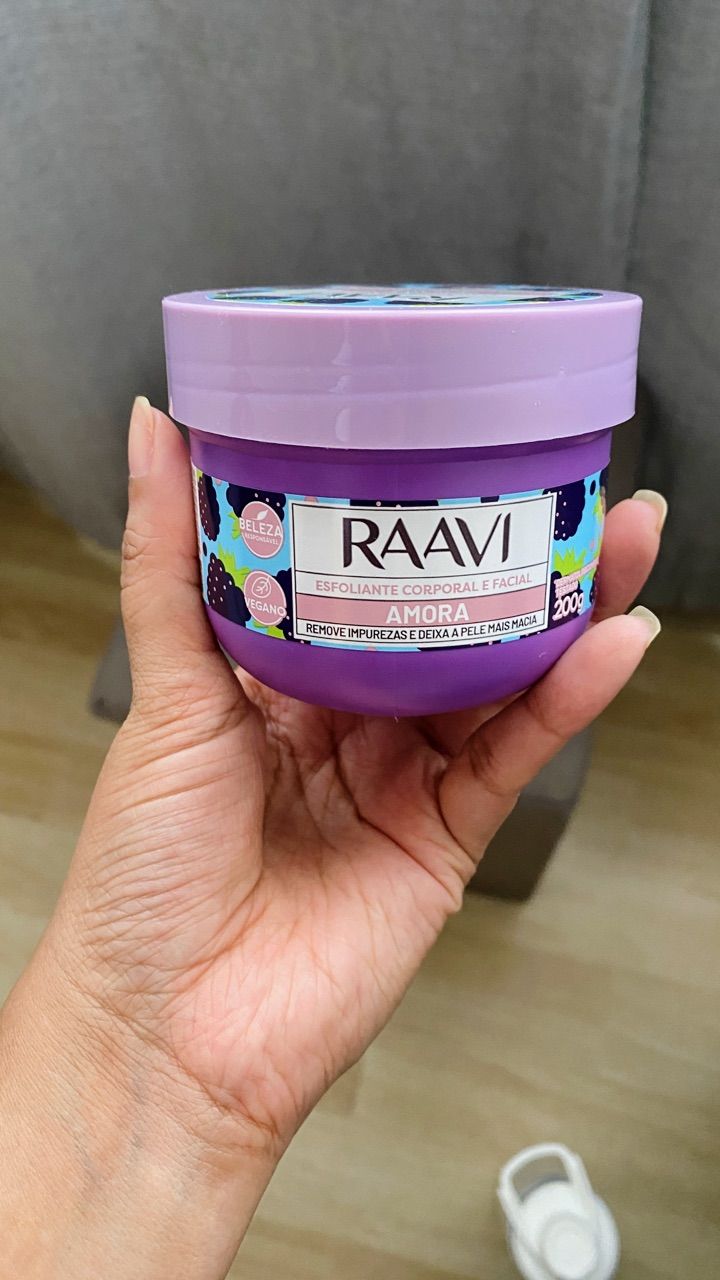 BELEZA
RESPONSÁVEL
VEGANO
RAAVI
ESFOLIANTE CORPORAL E FACIAL
AMORA
REMOVE IMPUREZAS E DEIXA A PELE MAIS MACIA
200g